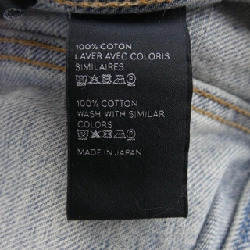 100% COTON
LAVER AVEC COLORIS
SIMILAIRES
100% COTTON
WASH WITH SIMILAR
COLORS
MADE IN JAPAN